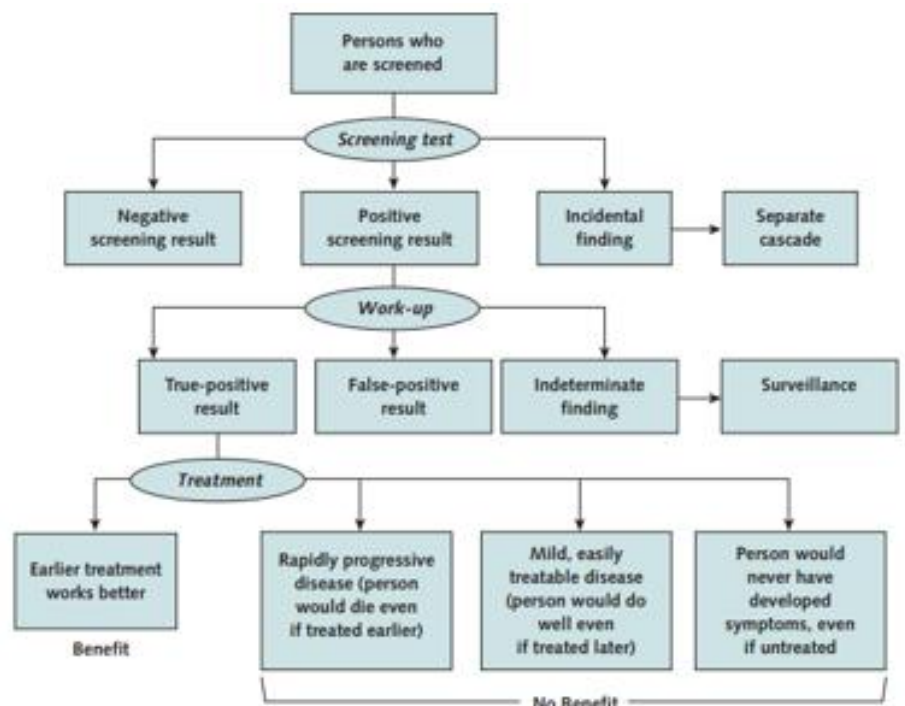 Persons who
are screened
Screening test
Negative
screening result
Positive
screening result
Incidental
finding
Separate
cascade
Work-up
True-positive
result
False-positive
result
Indeterminate
finding
Surveillance
Treatment
Earlier treatment
works better
Benefit
Rapidly progressive
disease (person
would die even
if treated earlier)
Mild, easily
treatable disease
(person would do
well even
if treated later)
Person would
never have
developed
symptoms, even
if untreated
No Benefit